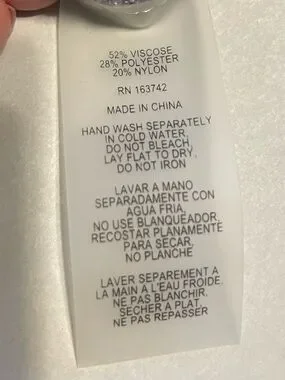 52% VISCOSE
28% POLYESTER
20% NYLON
RN 163742
MADE IN CHINA
HAND WASH SEPARATELY
IN COLD WATER,
DO NOT BLEACH,
LAY FLAT TO DRY,
DO NOT IRON
LAVAR A MANO
SEPARADAMENTE CON
AGUA FRIA,
NO USE BLANQUEADOR,
RECOSTAR PLANAMENTE
PARA SECAR,
NO PLANCHE
LAVER SEPAREMENT A
LA MAIN A L'EAU FROIDE,
NE PAS BLANCHIR,
SECHER A PLAT,
NE PAS REPASSER